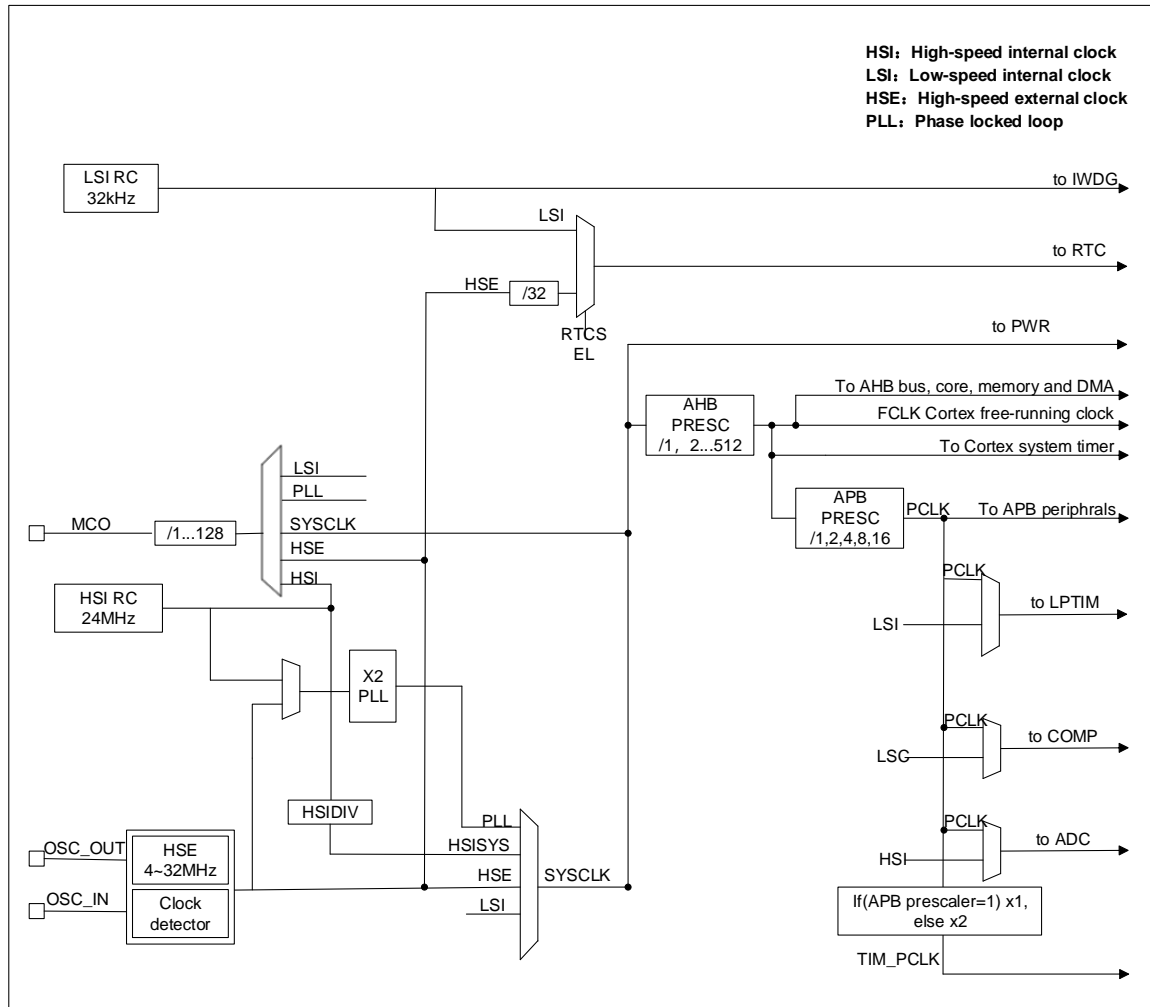 HSI： High-speed internal clock
LSI： Low-speed internal clock
HSE： High-speed external clock
PLL： Phase locked loop
LSI RC
32kHz
to IWDG
LSI
to RTC
HSE
/32
RTCS
EL
to PWR
AHB
PRESC
/1， 2...512
To AHB bus, core, memory and DMA
FCLK Cortex free-running clock
To Cortex system timer
APB
PRESC
/1,2,4,8,16
PCLK
To APB periphrals
LSI
PLL
MCO
/1...128
SYSCLK
HSE
HSI
HSI RC
24MHz
PCLK
to LPTIM
LSI
X2
PLL
PCLK
to COMP
LSC
HSIDIV
PLL
HSISYS
HSE
SYSCLK
LSI
OSC_OUT
HSE
4~32MHz
OSC_IN
Clock
detector
PCLK
to ADC
HSI
If(APB prescaler=1) x1,
else x2
TIM_PCLK